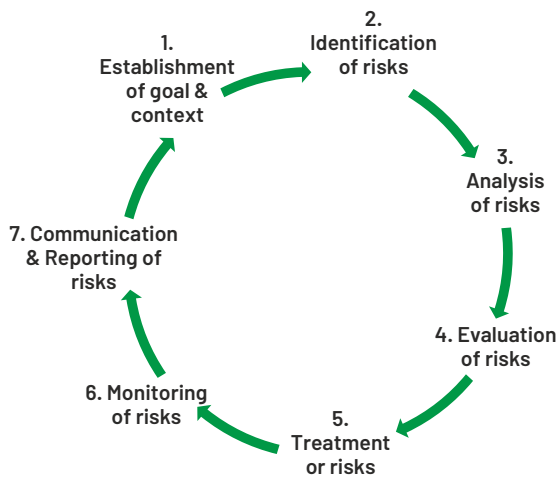 1.
Establishment
of goal &
context
2.
Identification
of risks
3.
Analysis
of risks
4. Evaluation
of risks
5.
Treatment
or risks
6. Monitoring
of risks
7. Communication
& Reporting of
risks